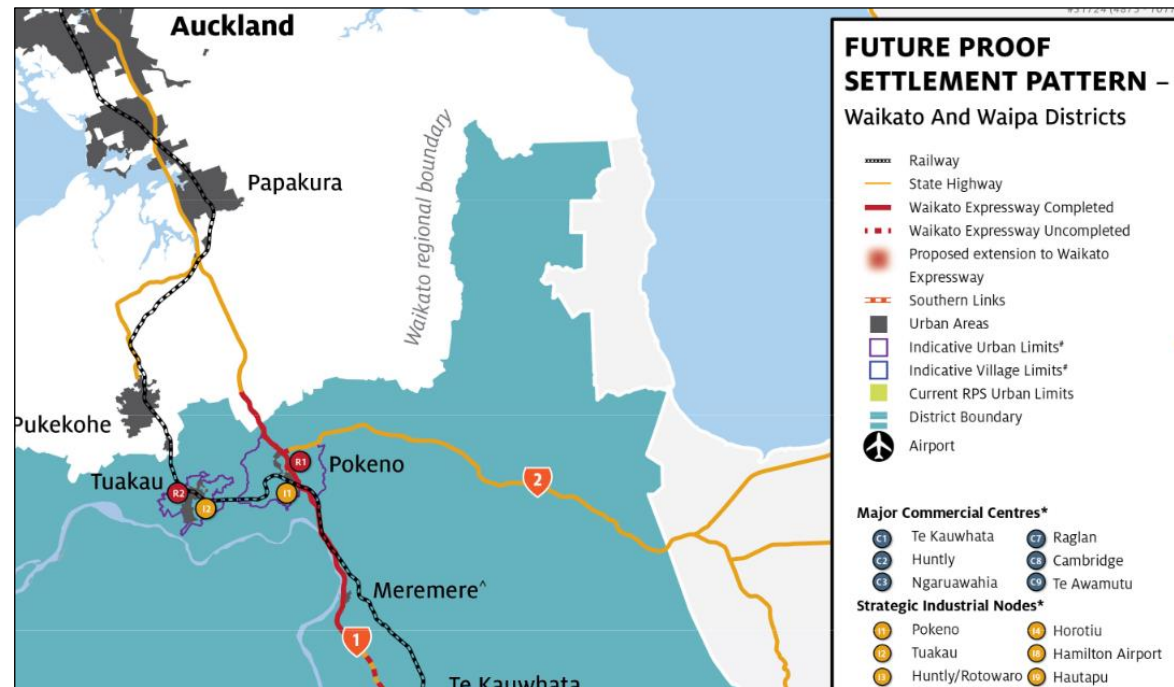 Auckland
Papakura
Waikato regional boundary
Pukekohe
Tuakau
R2
I2
R1
I1
Pokeno
2
Meremere^
1
Te Kauwhata
FUTURE PROOF
SETTLEMENT PATTERN –
Waikato And Waipa Districts
Railway
State Highway
Waikato Expressway Completed
Waikato Expressway Uncompleted
Proposed extension to Waikato
Expressway
Southern Links
Urban Areas
Indicative Urban Limits#
Indicative Village Limits#
Current RPS Urban Limits
District Boundary
Airport
Major Commercial Centres*
C1 Te Kauwhata C7 Raglan
C2 Huntly C8 Cambridge
C3 Ngaruawahia C9 Te Awamutu
Strategic Industrial Nodes*
I1 Pokeno I4 Horotiu
I2 Tuakau I8 Hamilton Airport
I3 Huntly/Rotowaro I9 Hautapu